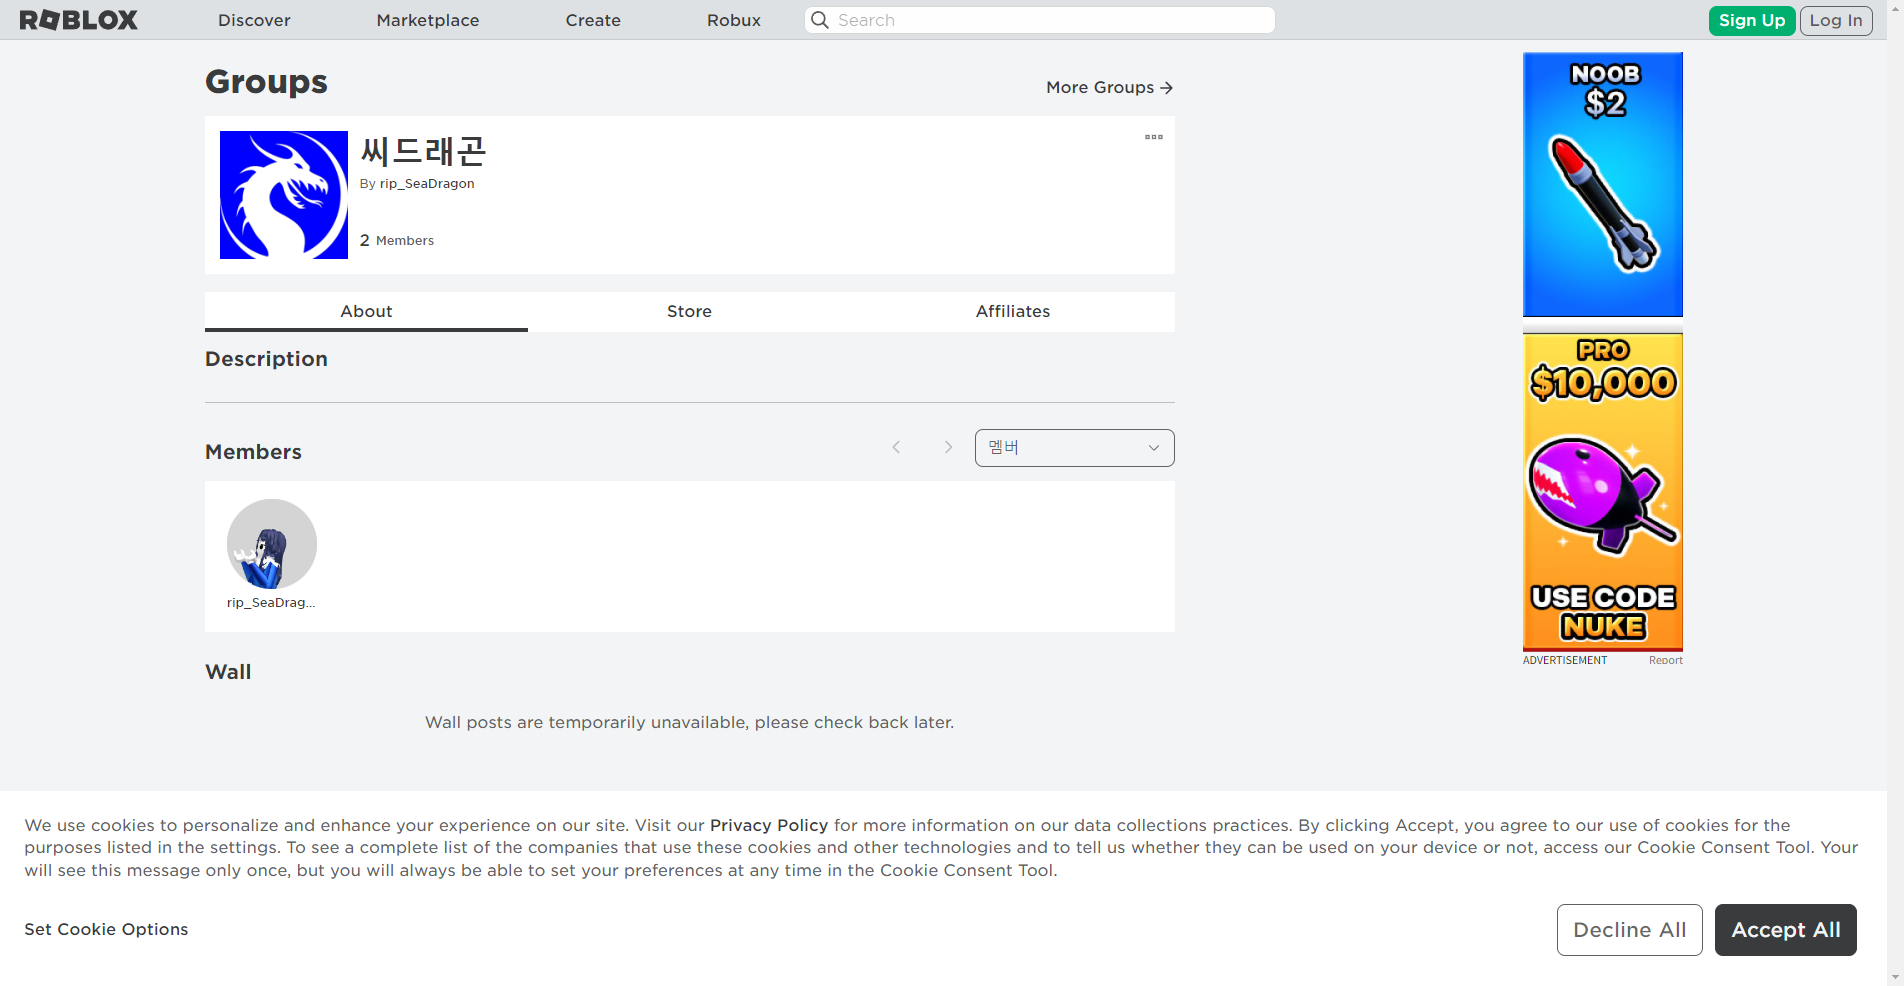 ROBLOX
Discover
Marketplace
Create
Robux
Search
Sign Up
Log In
Groups
More Groups
씨드래곤
By rip_SeaDragon
2 Members
About
Store
Affiliates
Description
Members
멤버
rip_SeaDrag...
Wall
Wall posts are temporarily unavailable, please check back later.
NOOB
$2
PRO
$10,000
USE CODE
NUKE
ADVERTISEMENT
Report
We use cookies to personalize and enhance your experience on our site. Visit our Privacy Policy for more information on our data collections practices. By clicking Accept, you agree to our use of cookies for the
purposes listed in the settings. To see a complete list of the companies that use these cookies and other technologies and to tell us whether they can be used on your device or not, access our Cookie Consent Tool. Your
will see this message only once, but you will always be able to set your preferences at any time in the Cookie Consent Tool.
Set Cookie Options
Decline All
Accept All